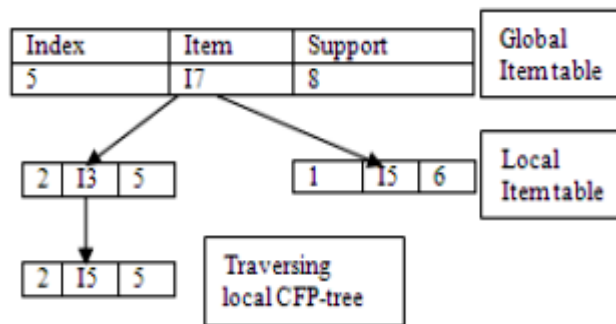 Index Item Support
5 I7 8
Global
Item table
2 I3 5
1 I5 6
Local
Item table
2 I5 5
Traversing
local CFP-tree